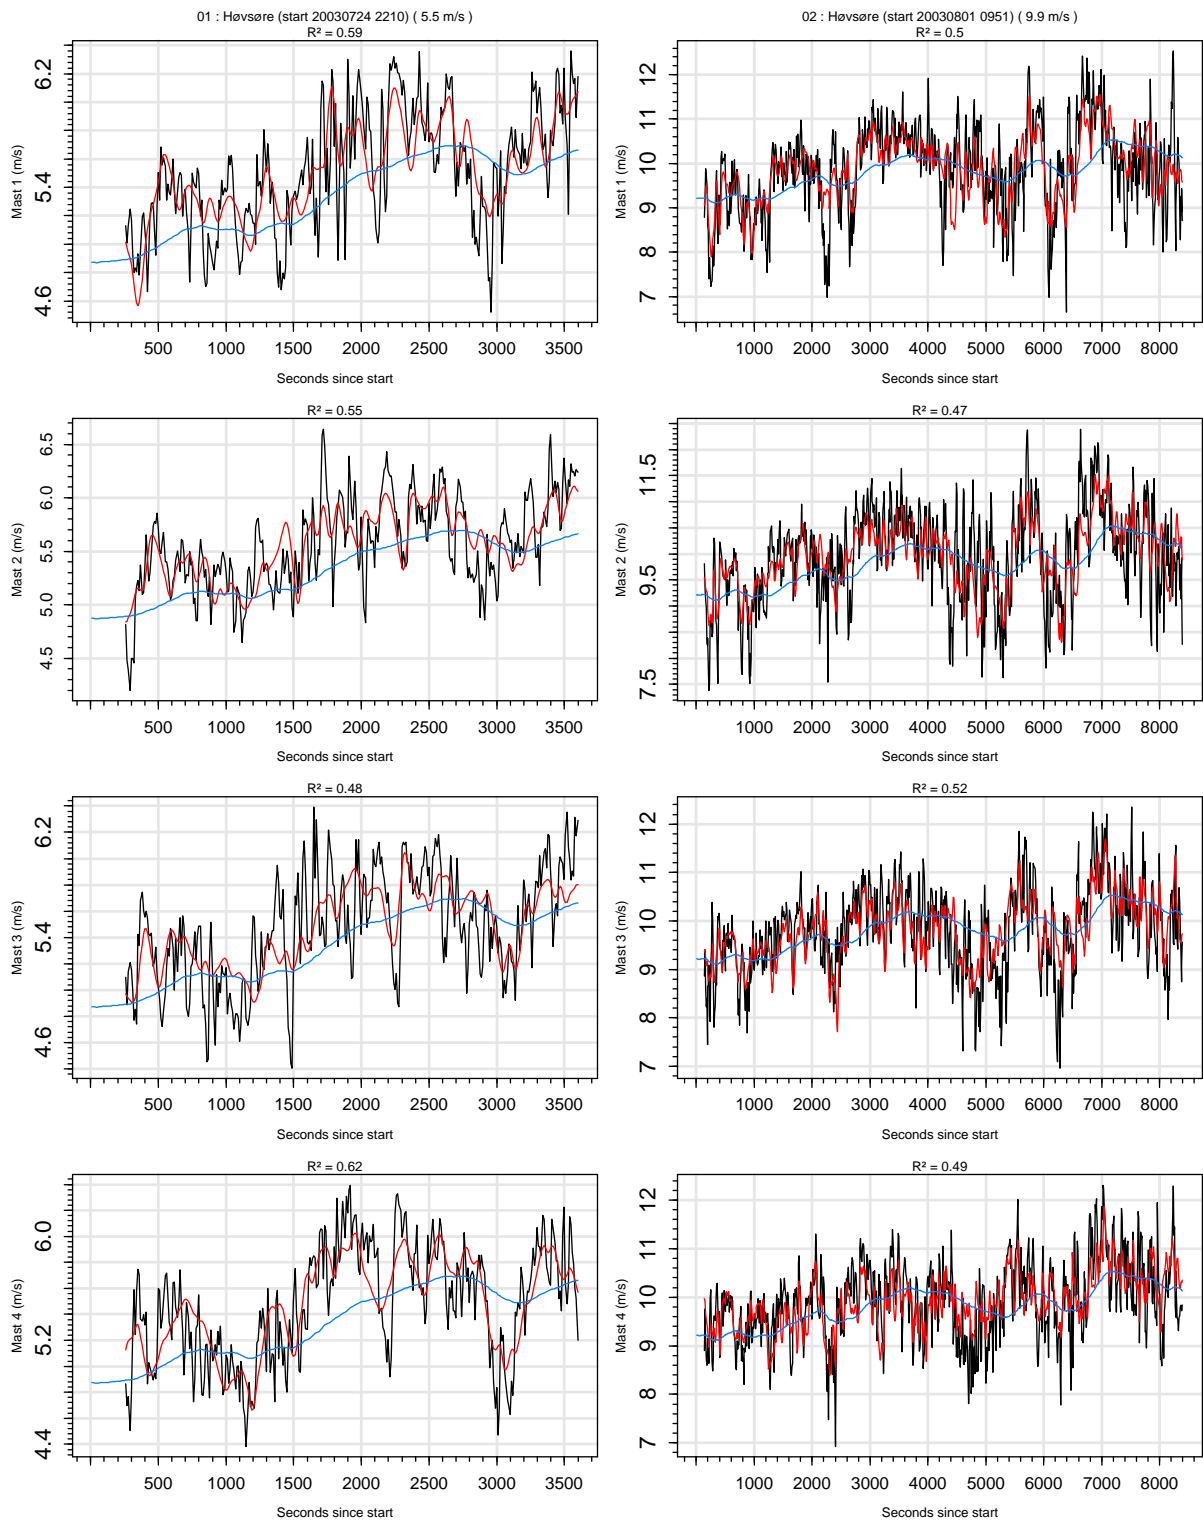 01 : Høvsøre (start 20030724 2210) ( 5.5 m/s )
R² = 0.59
Mast 1 (m/s)
4.6 5.4 6.2
500 1000 1500 2000 2500 3000 3500
Seconds since start
02 : Høvsøre (start 20030801 0951) ( 9.9 m/s )
R² = 0.5
Mast 1 (m/s)
7 8 9 10 11 12
1000 2000 3000 4000 5000 6000 7000 8000
Seconds since start
R² = 0.55
Mast 2 (m/s)
4.5 5.0 5.5 6.0 6.5
500 1000 1500 2000 2500 3000 3500
Seconds since start
R² = 0.47
Mast 2 (m/s)
7.5 9.5 11.5
1000 2000 3000 4000 5000 6000 7000 8000
Seconds since start
R² = 0.48
Mast 3 (m/s)
4.6 5.4 6.2
500 1000 1500 2000 2500 3000 3500
Seconds since start
R² = 0.52
Mast 3 (m/s)
7 8 9 10 11 12
1000 2000 3000 4000 5000 6000 7000 8000
Seconds since start
R² = 0.62
Mast 4 (m/s)
4.4 5.2 6.0
500 1000 1500 2000 2500 3000 3500
Seconds since start
R² = 0.49
Mast 4 (m/s)
7 8 9 10 11 12
1000 2000 3000 4000 5000 6000 7000 8000
Seconds since start